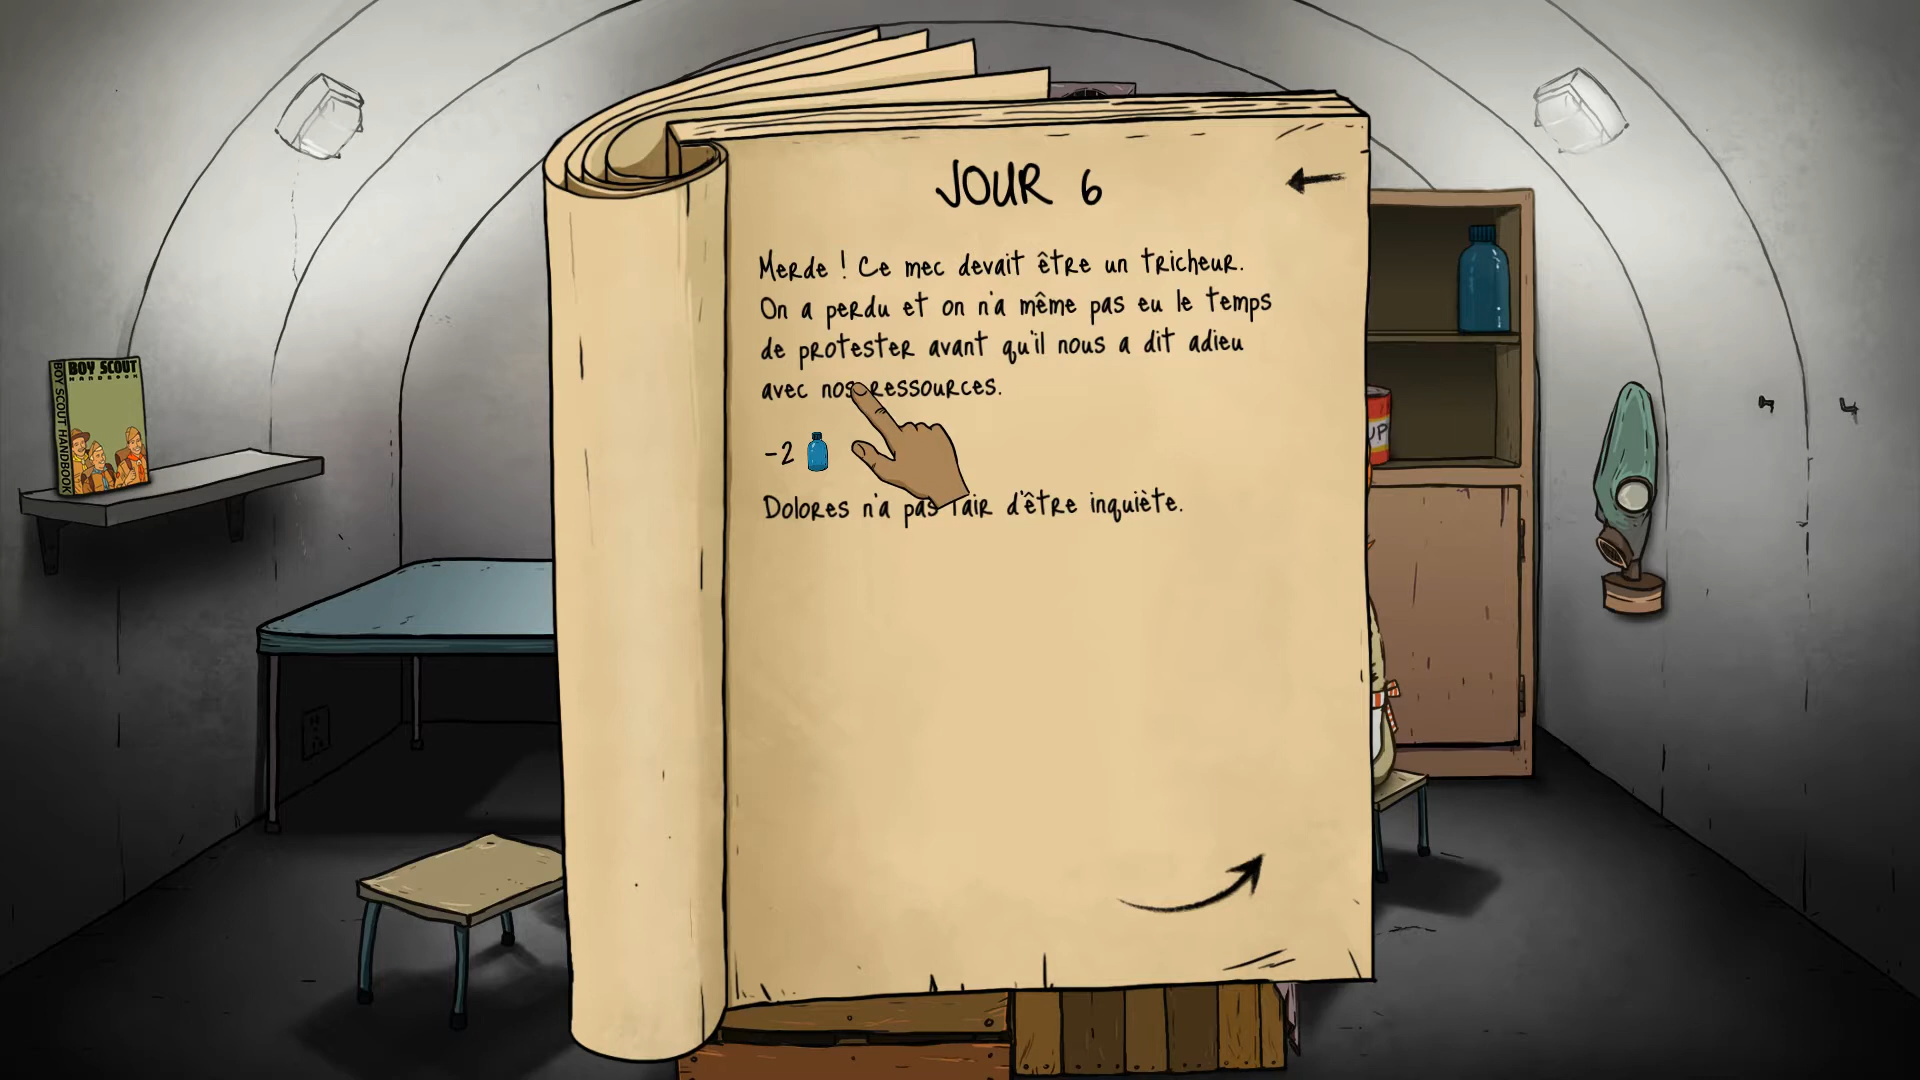 JOUR 6
Merde ! Ce mec devait être un tricheur.
On a perdu et on n'a même pas eu le temps
de protester avant qu'il nous a dit adieu
avec nos ressources.
-2
Dolores n'a pas l'air d'être inquiète.
BOY SCOUT
HANDBOOK
BOY SCOUT HANDBOOK
UP